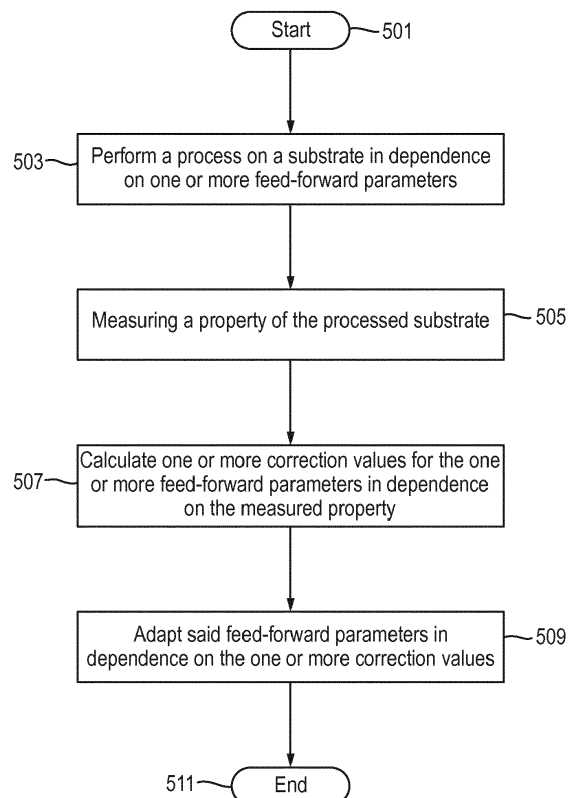 Start
501
503
Perform a process on a substrate in dependence
on one or more feed-forward parameters
Measuring a property of the processed substrate
505
507
Calculate one or more correction values for the one
or more feed-forward parameters in dependence
on the measured property
Adapt said feed-forward parameters in
dependence on the one or more correction values
509
511
End